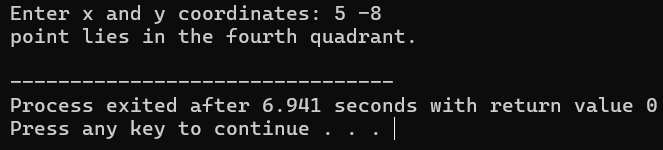 Enter x and y coordinates: 5 -8
point lies in the fourth quadrant.
--------------------------------
Process exited after 6.941 seconds with return value 0
Press any key to continue . . .